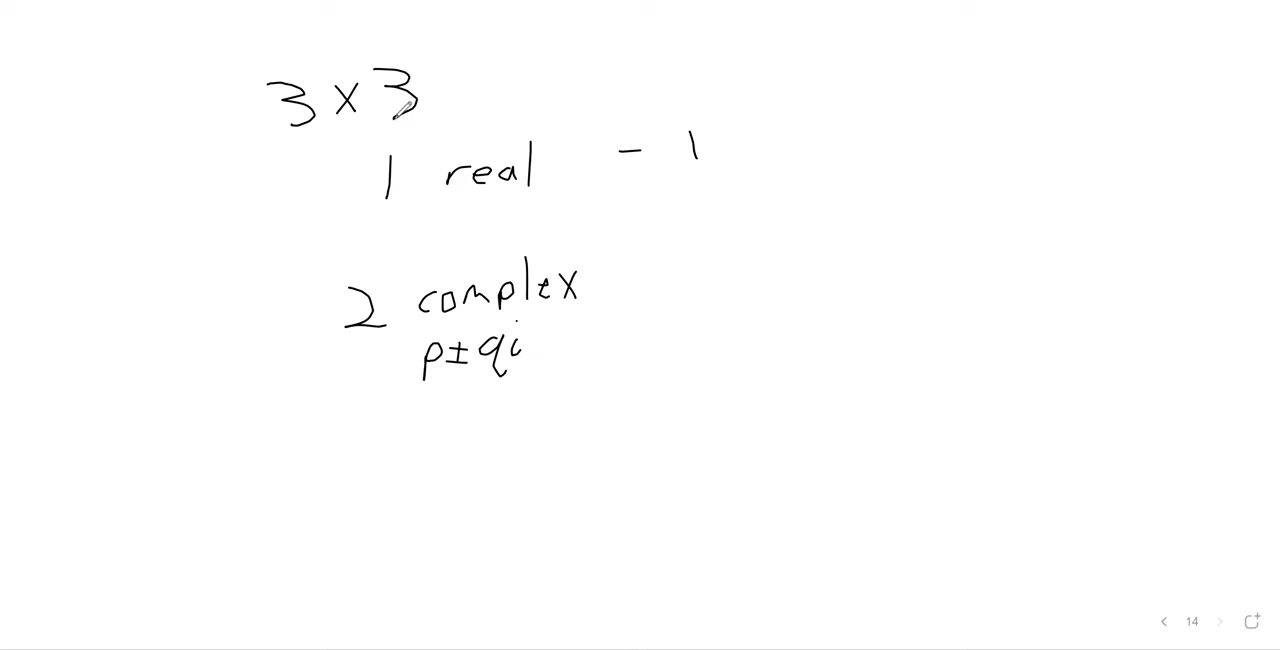 3 x 3
1 real - 1
2 complex
p ± qi
14